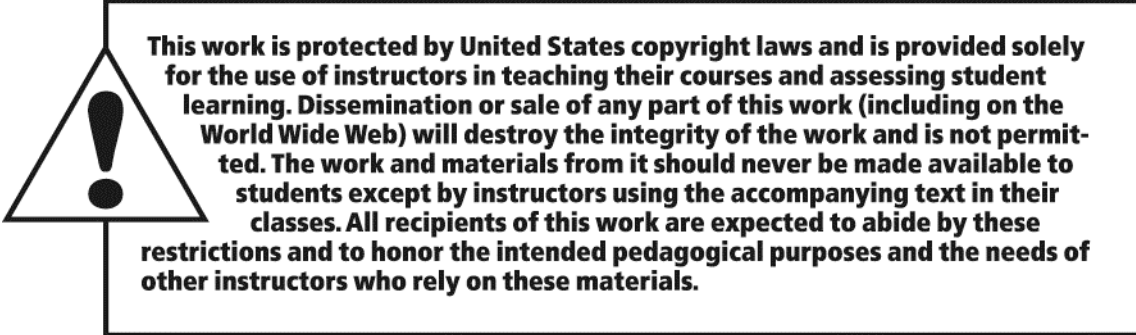 This work is protected by United States copyright laws and is provided solely
for the use of instructors in teaching their courses and assessing student
learning. Dissemination or sale of any part of this work (including on the
World Wide Web) will destroy the integrity of the work and is not permit-
ted. The work and materials from it should never be made available to
students except by instructors using the accompanying text in their
classes. All recipients of this work are expected to abide by these
restrictions and to honor the intended pedagogical purposes and the needs of
other instructors who rely on these materials.